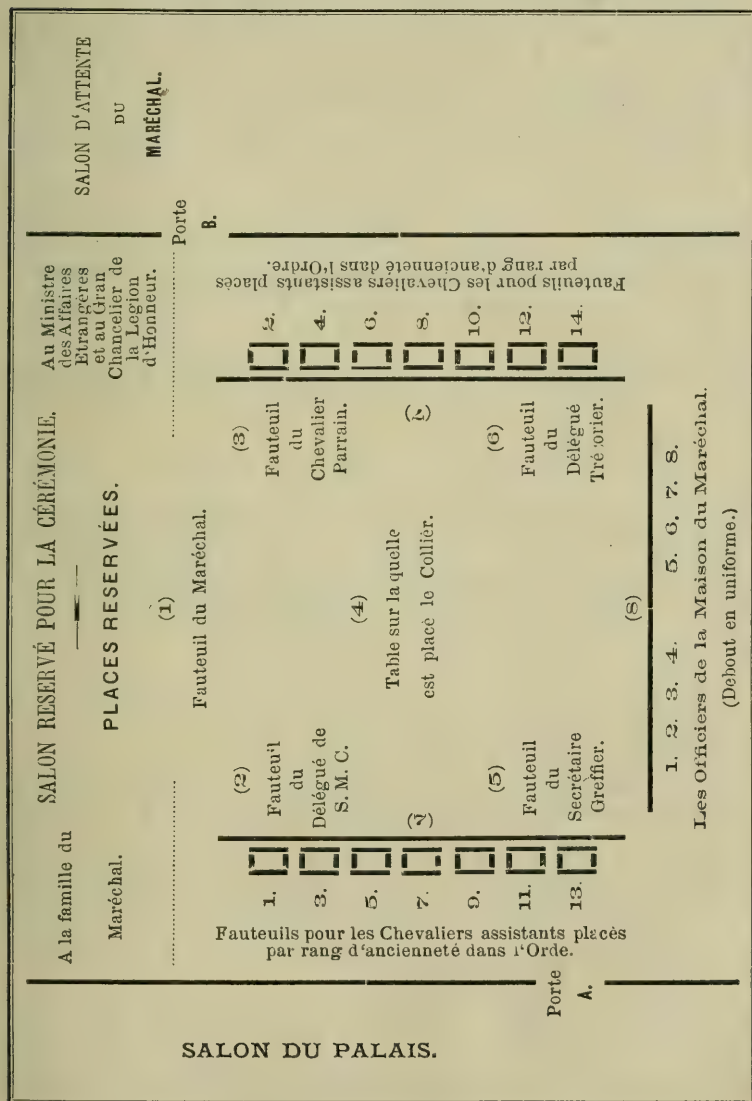 SALON RESERVÉ POUR LA CÉRÉMONIE.
PLACES RESERVÉES.
A la famille du
Maréchal.
Au Ministre
des Affaires
Etrangères
et au Gran
Chancelier de
la Legion
d'Honneur.
SALON D'ATTENTE
DU
MARÉCHAL.
Porte
B.
(1)
Fauteuil du Maréchal.
(2)
Fauteuil
du
Délégué de
S. M. C.
(3)
Fauteuil
du
Chevalier
Parrain.
(4)
Table sur la quelle
est placé le Collier.
(7)
(7)
(5)
Fauteuil
du
Secrétaire
Greffier.
(6)
Fauteuil
du
Délégué
Trésorier.
1.
3.
5.
7.
9.
11.
13.
Fauteuils pour les Chevaliers assistants placès
par rang d'ancienneté dans l'Orde.
2.
4.
6.
8.
10.
12.
14.
Fauteuils pour les Chevaliers assistants placès
par rang d'ancienneté dans l'Ordre.
(8)
1. 2. 3. 4. 5. 6. 7. 8.
Les Officiers de la Maison du Maréchal.
(Debout en uniforme.)
Porte
A.
SALON DU PALAIS.